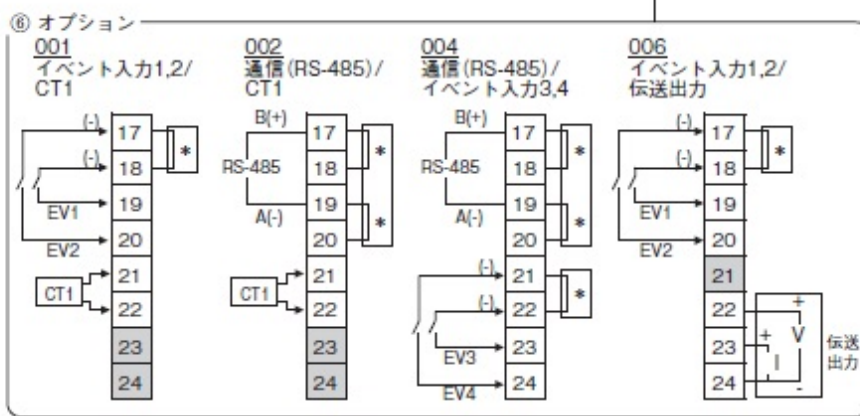 ⑥ オプション
001
イベント入力1,2/
CT1
(-)
17
*
(-)
18
19
EV1
20
EV2
21
CT1
22
23
24
002
通信(RS-485)/
CT1
B(+)
17
*
RS-485
18
19
A(-)
*
20
21
CT1
22
23
24
004
通信(RS-485)/
イベント入力3,4
B(+)
17
*
RS-485
18
19
A(-)
*
20
(-)
21
*
(-)
22
23
EV3
24
EV4
006
イベント入力1,2/
伝送出力
(-)
17
*
(-)
18
19
EV1
20
EV2
21
22
+
23
+
V
I
24
-
伝送
出力